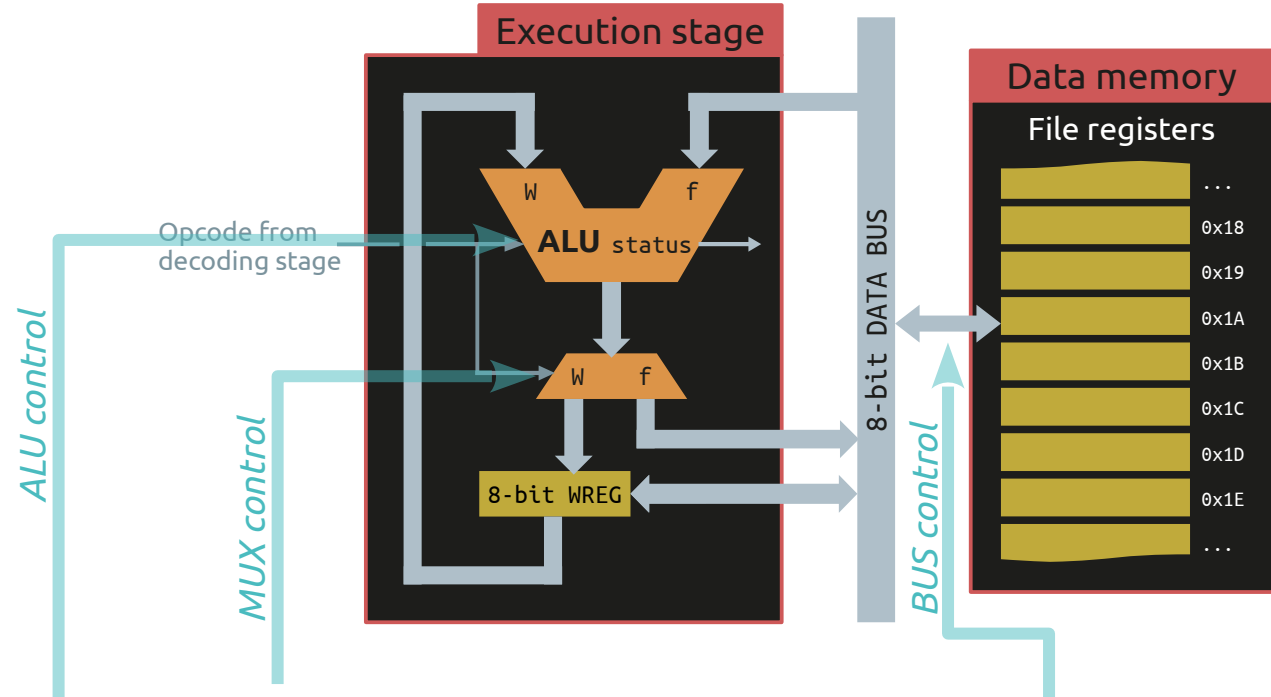 Execution stage
Data memory
File registers
W
f
...
Opcode from
decoding stage
ALU
status
0x18
0x19
0x1A
0x1B
0x1C
0x1D
0x1E
...
W
f
8-bit WREG
8-bit DATA BUS
ALU control
MUX control
BUS control